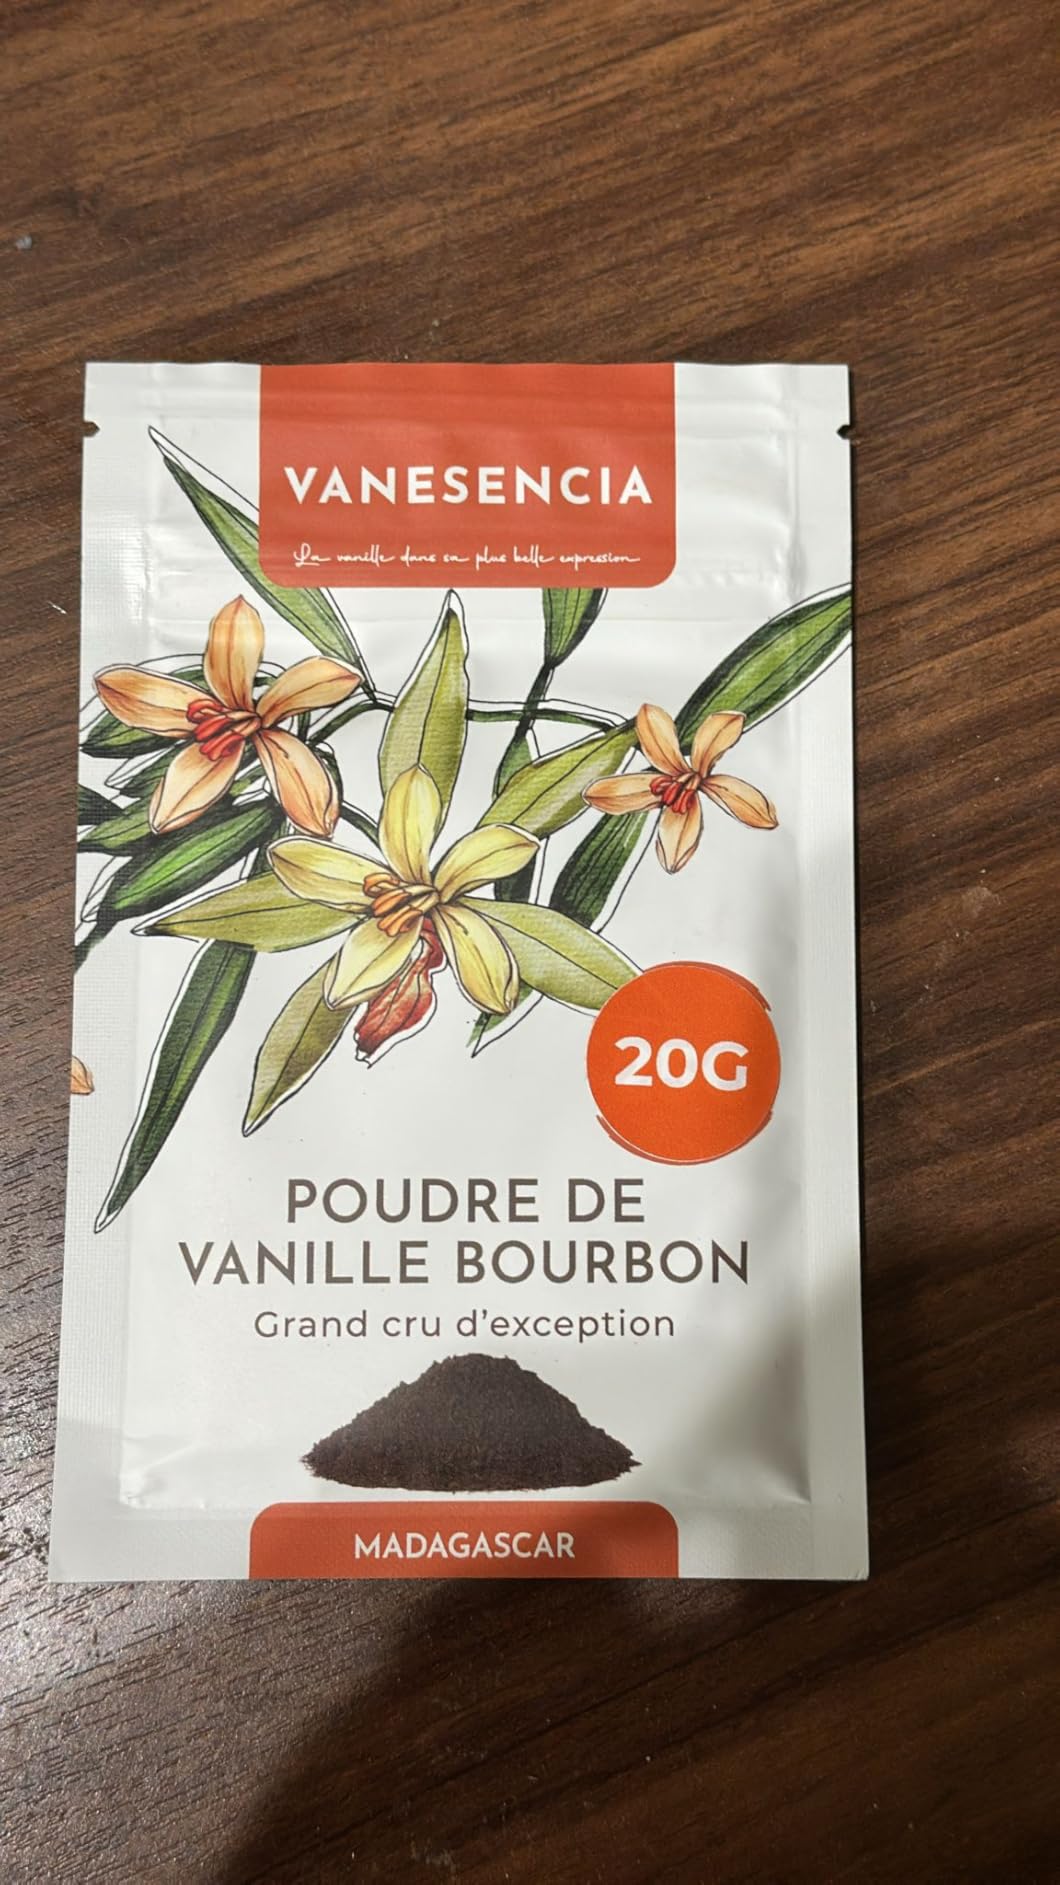 VANESENCIA
La vanille dans sa plus belle expression
20G
POUDRE DE
VANILLE BOURBON
Grand cru d'exception
MADAGASCAR